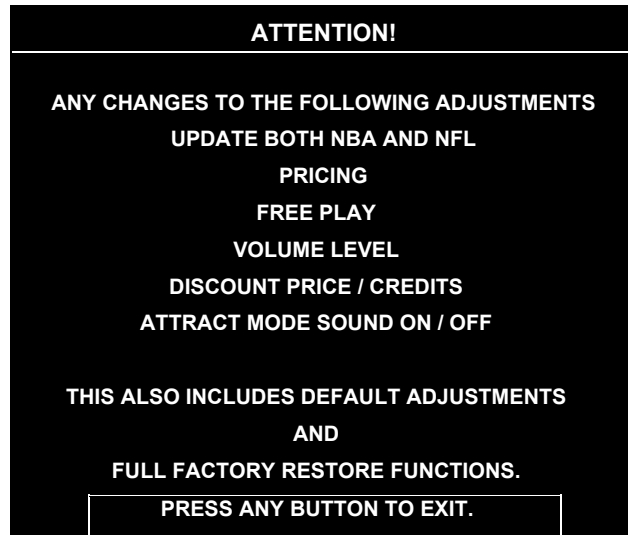 ATTENTION!
ANY CHANGES TO THE FOLLOWING ADJUSTMENTS
UPDATE BOTH NBA AND NFL
PRICING
FREE PLAY
VOLUME LEVEL
DISCOUNT PRICE / CREDITS
ATTRACT MODE SOUND ON / OFF
THIS ALSO INCLUDES DEFAULT ADJUSTMENTS
AND
FULL FACTORY RESTORE FUNCTIONS.
PRESS ANY BUTTON TO EXIT.